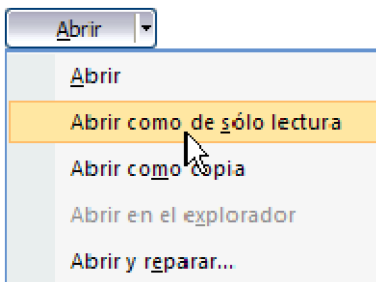 Abrir
Abrir
Abrir como de sólo lectura
Abrir como copia
Abrir en el explorador
Abrir y reparar...